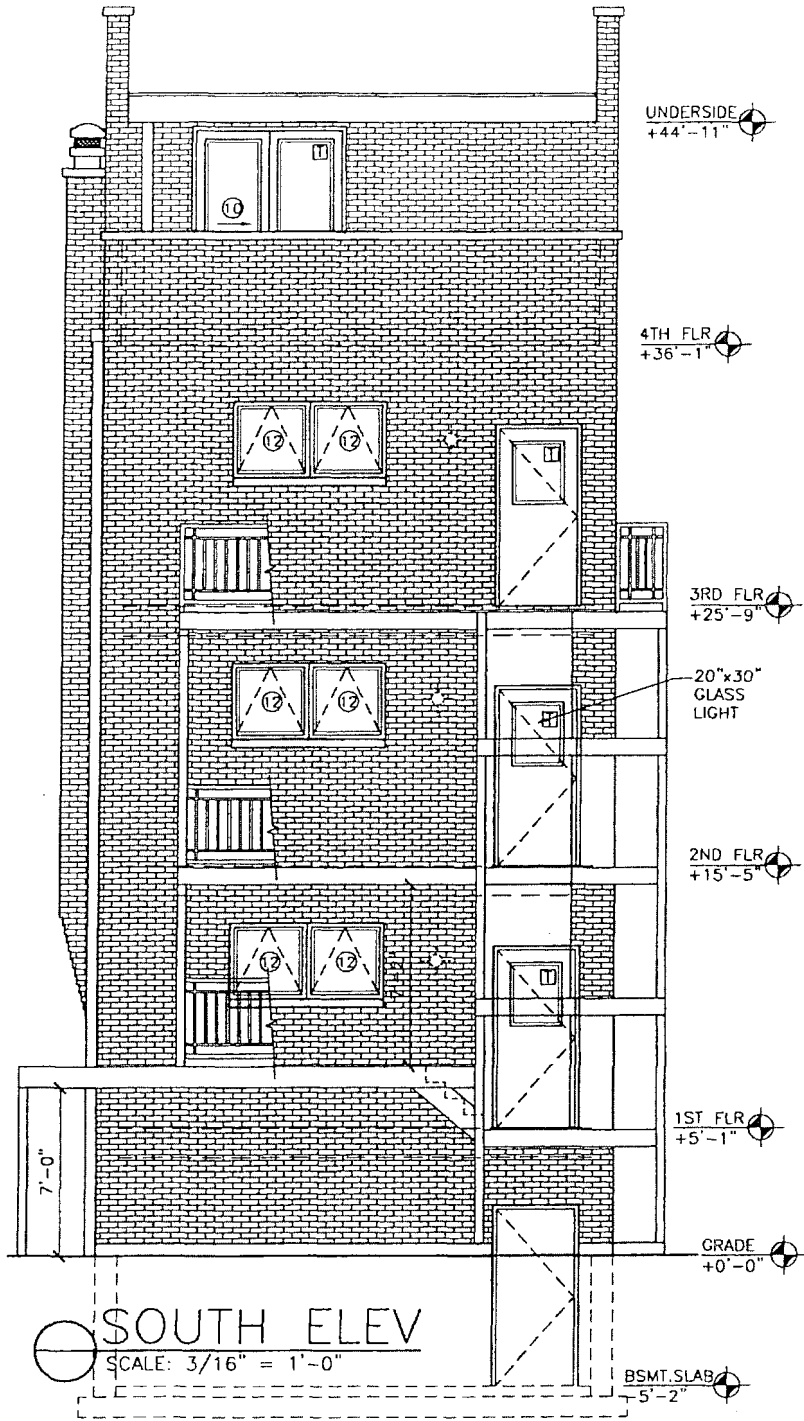 UNDERSIDE
+44'-11"
T
10
4TH FLR
+36'-1"
12
12
T
3RD FLR
+25'-9"
20"x30"
GLASS
LIGHT
12
12
2ND FLR
+15'-5"
12
12
T
1ST FLR
+5'-1"
7'-0"
GRADE
+0'-0"
SOUTH ELEV
SCALE: 3/16" = 1'-0"
BSMT.SLAB
-5'-2"